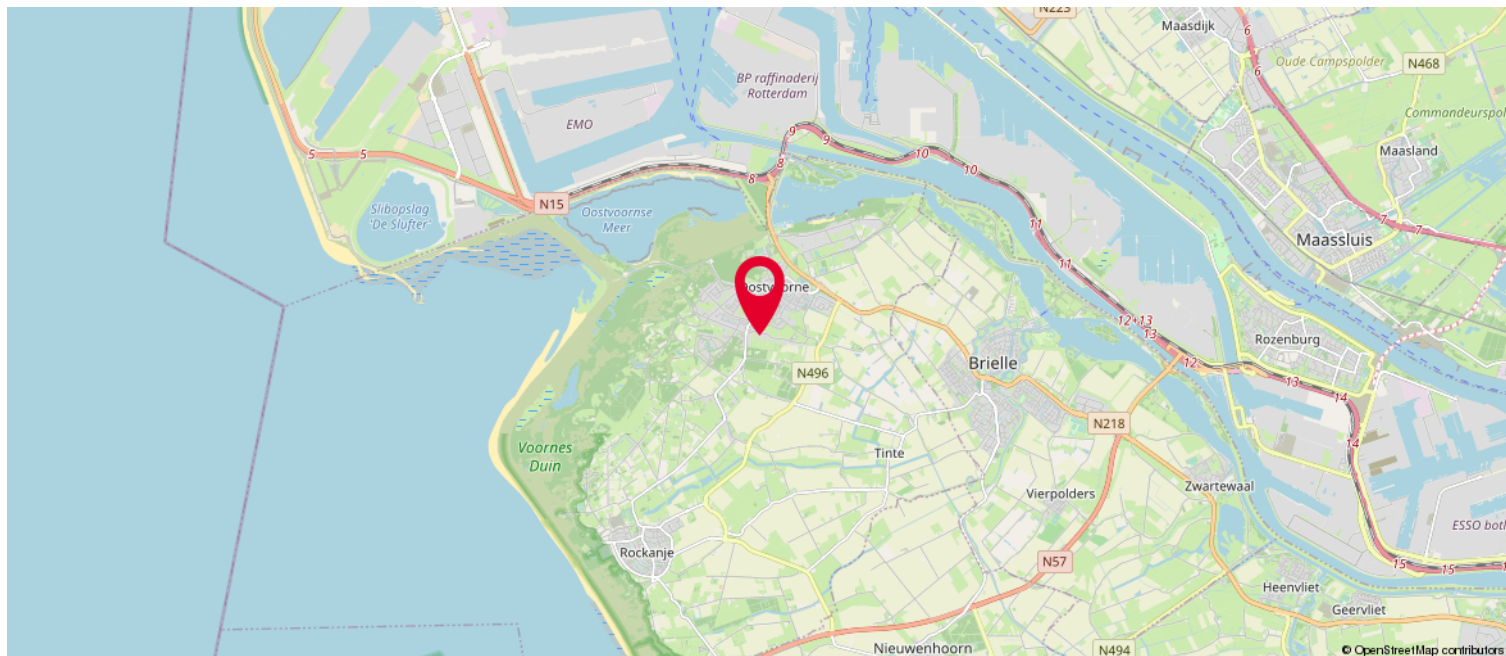 N223
Maasdijk
6
6
Oude Campspolder
N468
BP raffinaderij
Rotterdam
EMO
9
9
10
10
Commandeurspol
Maasland
5
5
8
8
N15
Slibopslag
'De Slufter'
Oostvoornse
Meer
11
11
7
7
Maassluis
Oostvoorne
12+13
13
12
Rozenburg
13
14
14
Brielle
N496
N218
Voornes
Duin
Tinte
Vierpolders
Zwartewaal
ESSO botl
Rockanje
N57
15
15
Heenvliet
Geervliet
Nieuwenhoorn
N494
© OpenStreetMap contributors